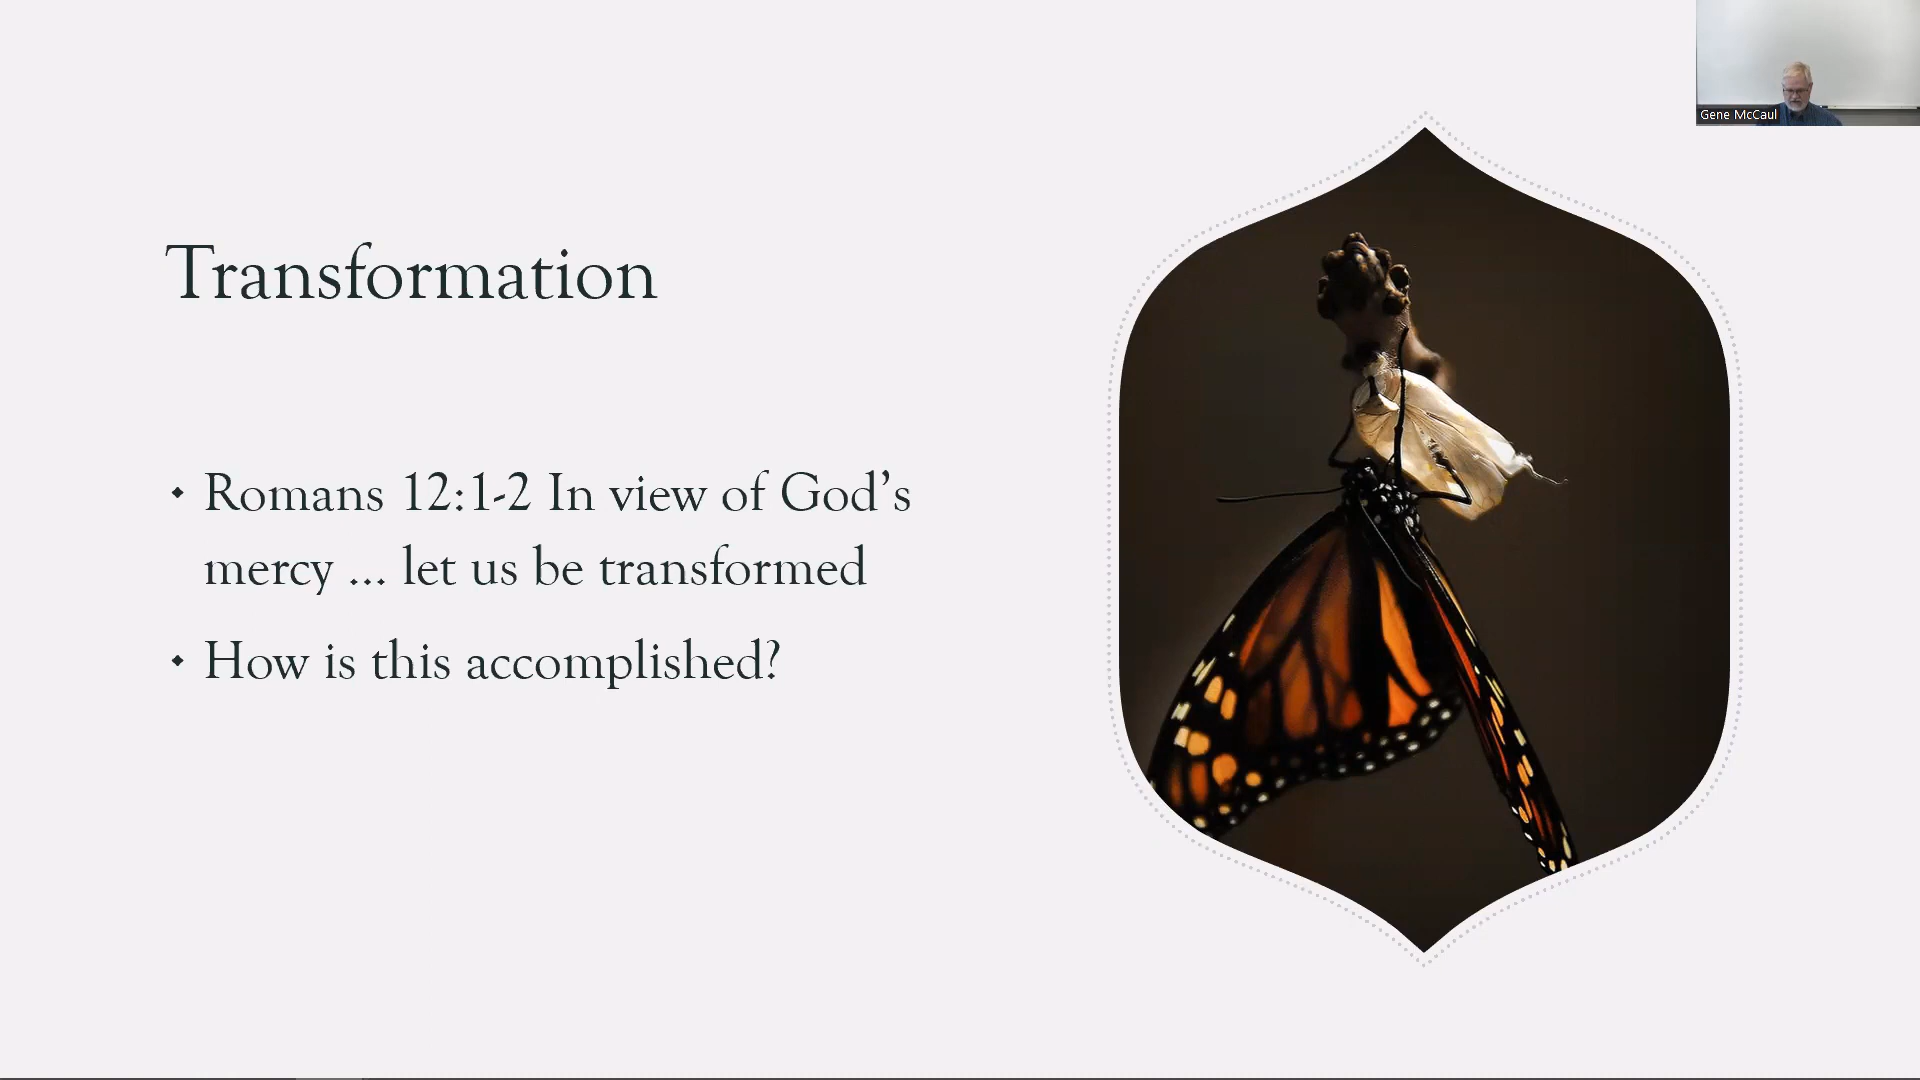 Gene McCaul
Transformation
• Romans 12:1-2 In view of God’s
mercy … let us be transformed
• How is this accomplished?